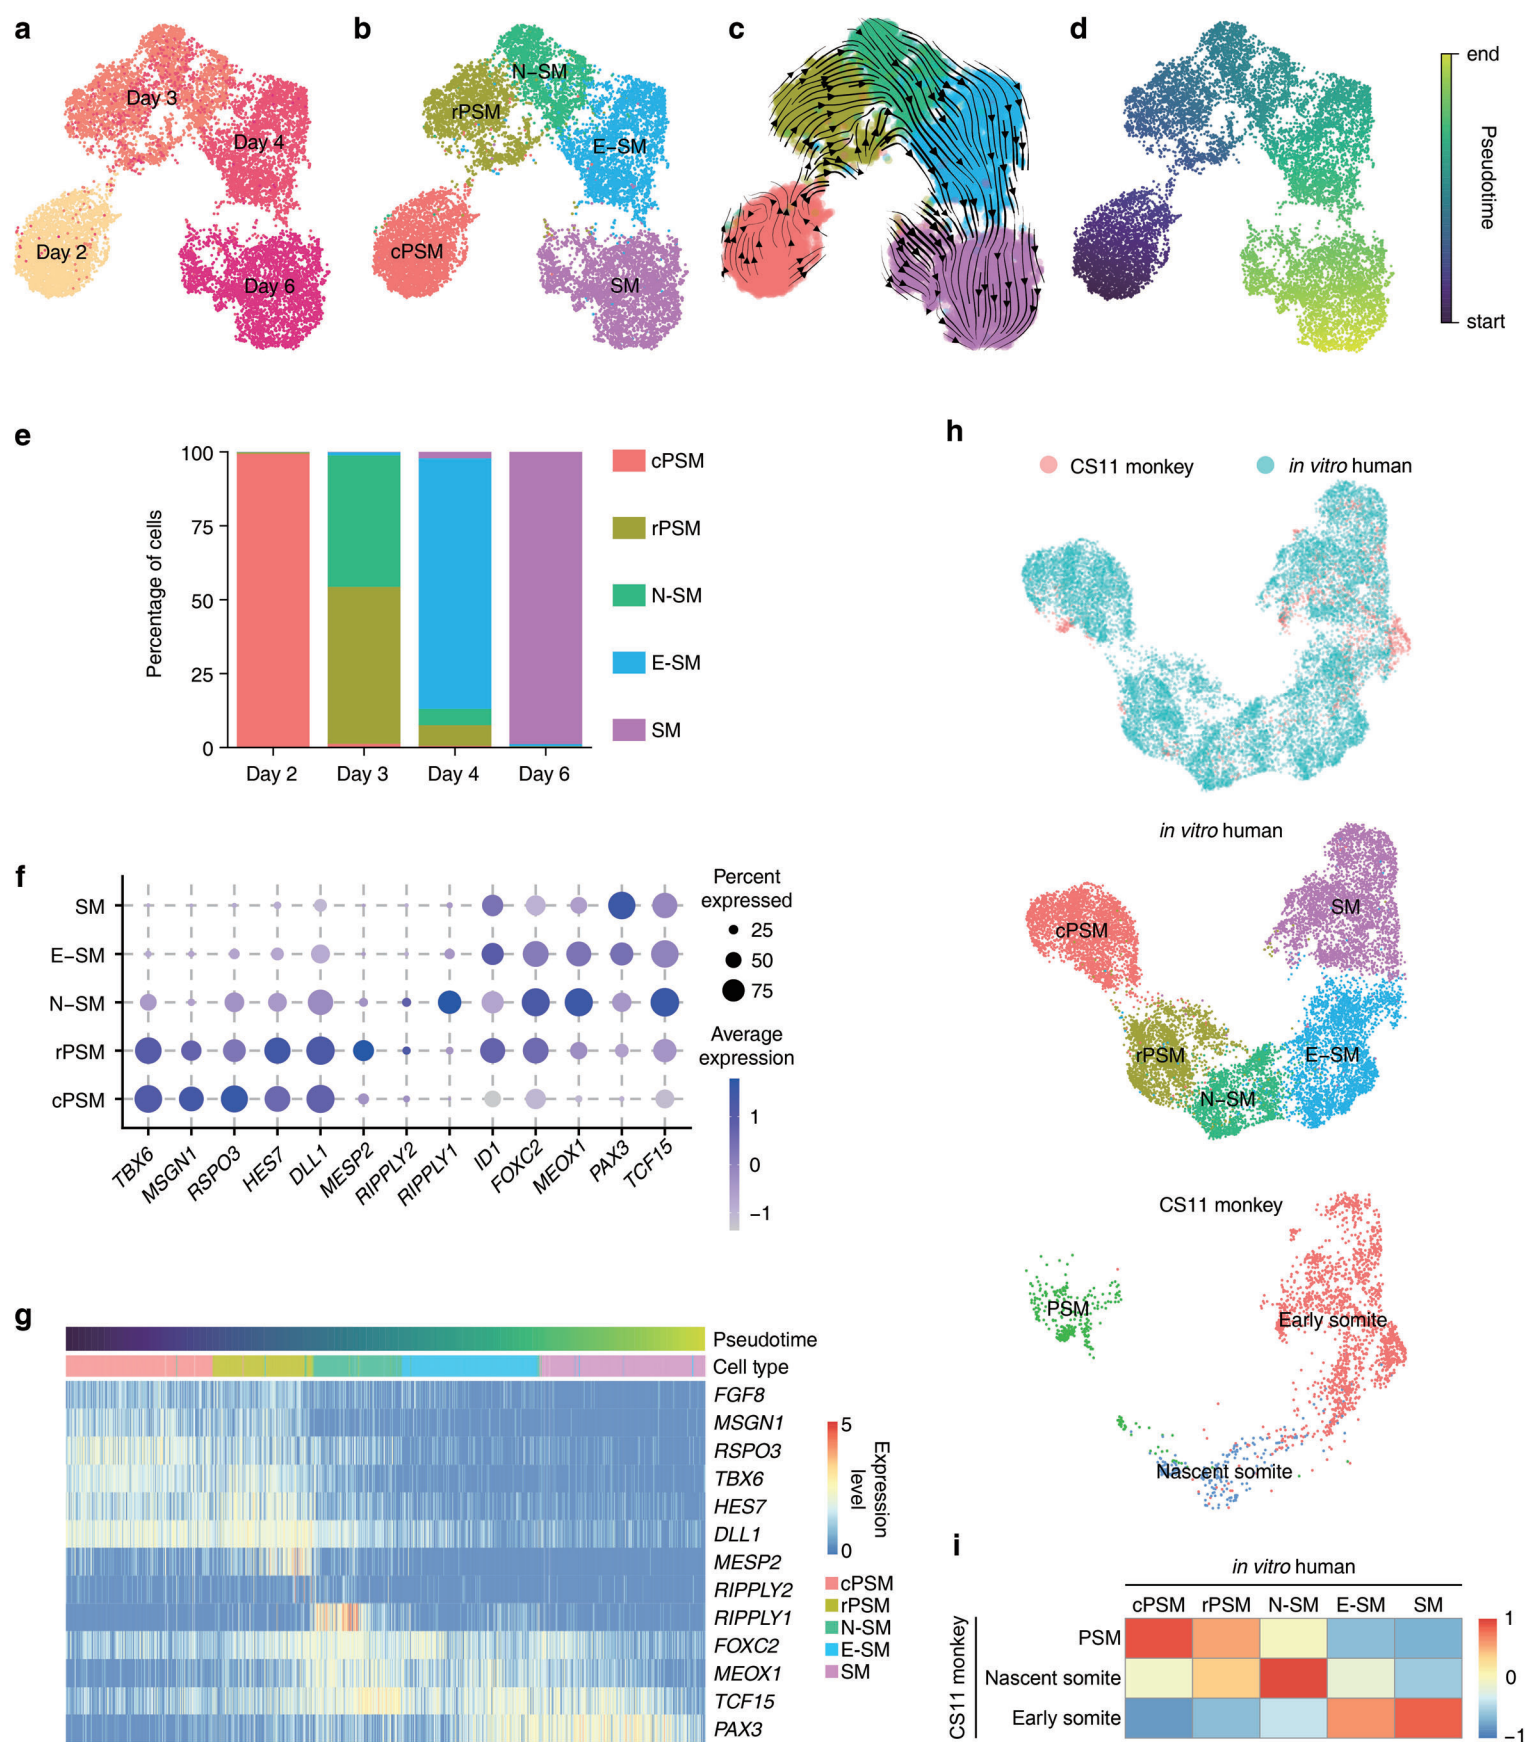 a
b
c
d
Day 3
Day 4
Day 2
Day 6
N–SM
rPSM
E–SM
cPSM
SM
end
Pseudotime
start
e
100
75
50
25
0
Percentage of cells
Day 2
Day 3
Day 4
Day 6
cPSM
rPSM
N-SM
E-SM
SM
f
SM
E–SM
N–SM
rPSM
cPSM
TBX6
MSGN1
RSPO3
HES7
DLL1
MESP2
RIPPLY2
RIPPLY1
ID1
FOXC2
MEOX1
PAX3
TCF15
Percent
expressed
25
50
75
Average
expression
1
0
−1
g
Pseudotime
Cell type
FGF8
MSGN1
RSPO3
TBX6
HES7
DLL1
MESP2
RIPPLY2
RIPPLY1
FOXC2
MEOX1
TCF15
PAX3
5
0
Expression
level
cPSM
rPSM
N-SM
E-SM
SM
h
CS11 monkey
in vitro human
in vitro human
SM
cPSM
rPSM
E–SM
N–SM
CS11 monkey
PSM
Early somite
Nascent somite
i
in vitro human
cPSM rPSM N-SM E-SM SM
CS11 monkey
PSM
Nascent somite
Early somite
1
0
−1